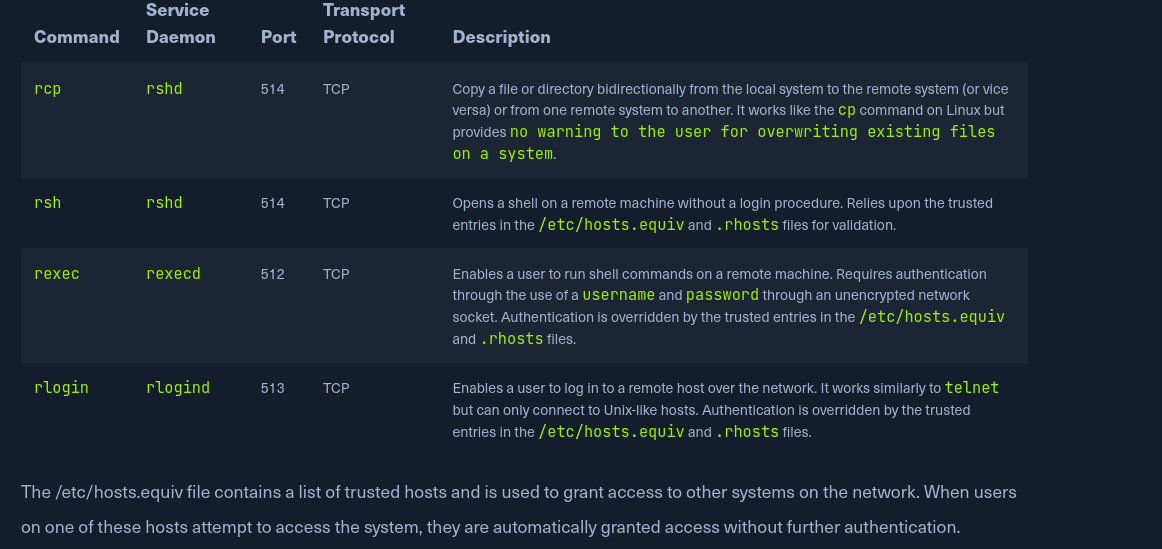 Service Transport
Command Daemon Port Protocol Description
rcp rshd 514 TCP Copy a file or directory bidirectionally from the local system to the remote system (or vice
versa) or from one remote system to another. It works like the cp command on Linux but
provides no warning to the user for overwriting existing files
on a system.
rsh rshd 514 TCP Opens a shell on a remote machine without a login procedure. Relies upon the trusted
entries in the /etc/hosts.equiv and .rhosts files for validation.
rexec rexecd 512 TCP Enables a user to run shell commands on a remote machine. Requires authentication
through the use of a username and password through an unencrypted network
socket. Authentication is overridden by the trusted entries in the /etc/hosts.equiv
and .rhosts files.
rlogin rlogind 513 TCP Enables a user to log in to a remote host over the network. It works similarly to telnet
but can only connect to Unix-like hosts. Authentication is overridden by the trusted
entries in the /etc/hosts.equiv and .rhosts files.
The /etc/hosts.equiv file contains a list of trusted hosts and is used to grant access to other systems on the network. When users
on one of these hosts attempt to access the system, they are automatically granted access without further authentication.